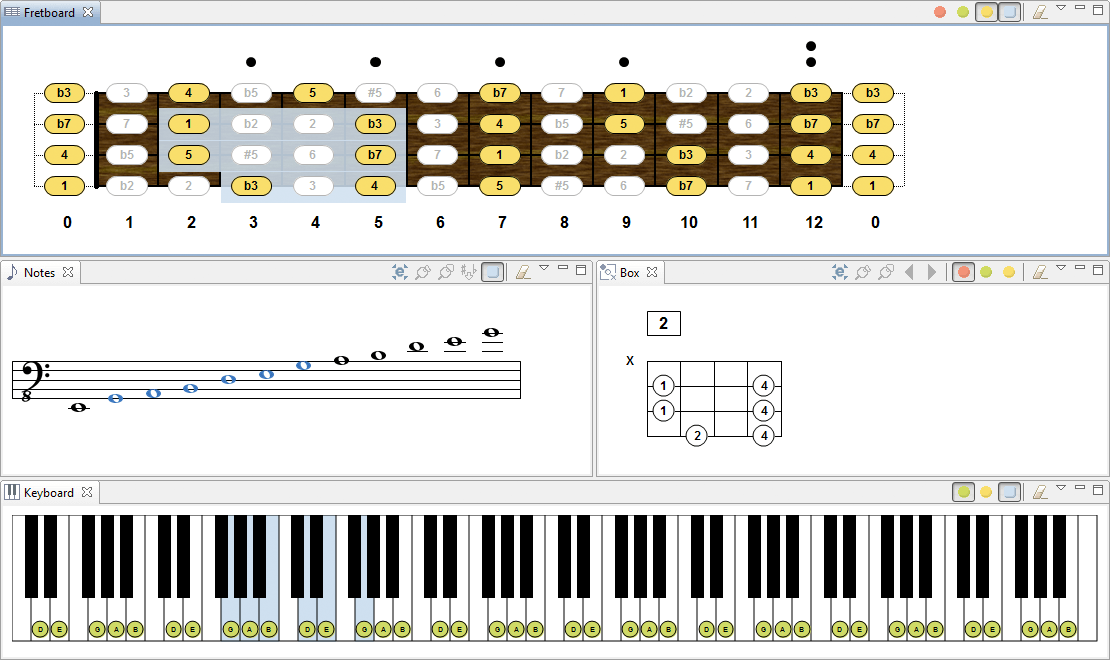 Fretboard
b3 3 4 b5 5 #5 6 b7 7 1 b2 2 b3 b3
b7 7 1 b2 2 b3 3 4 b5 5 #5 6 b7 b7
4 b5 5 #5 6 b7 7 1 b2 2 b3 3 4 4
1 b2 2 b3 3 4 b5 5 #5 6 b7 7 1 1
0 1 2 3 4 5 6 7 8 9 10 11 12 0
Notes
8
Box
2
X
1 4
1 4
2 4
Keyboard
D E G A B D E G A B D E G A B D E G A B D E G A B D E G A B D E G A B D E G A B